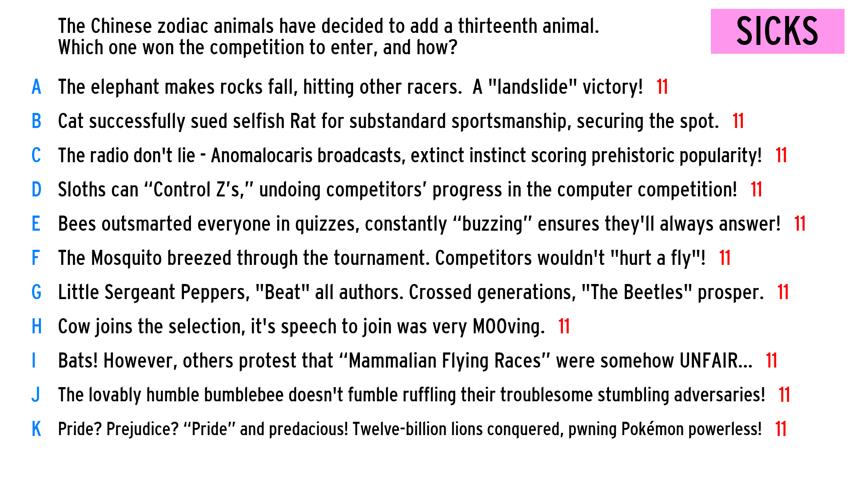 The Chinese zodiac animals have decided to add a thirteenth animal.
Which one won the competition to enter, and how?
SICKS
A The elephant makes rocks fall, hitting other racers. A "landslide" victory! 11
B Cat successfully sued selfish Rat for substandard sportsmanship, securing the spot. 11
C The radio don't lie - Anomalocaris broadcasts, extinct instinct scoring prehistoric popularity! 11
D Sloths can “Control Z’s,” undoing competitors’ progress in the computer competition! 11
E Bees outsmarted everyone in quizzes, constantly “buzzing” ensures they'll always answer! 11
F The Mosquito breezed through the tournament. Competitors wouldn't "hurt a fly"! 11
G Little Sergeant Peppers, "Beat" all authors. Crossed generations, "The Beetles" prosper. 11
H Cow joins the selection, it's speech to join was very MOOving. 11
I Bats! However, others protest that “Mammalian Flying Races” were somehow UNFAIR... 11
J The lovably humble bumblebee doesn't fumble ruffling their troublesome stumbling adversaries! 11
K Pride? Prejudice? “Pride” and predacious! Twelve-billion lions conquered, pwning Pokémon powerless! 11